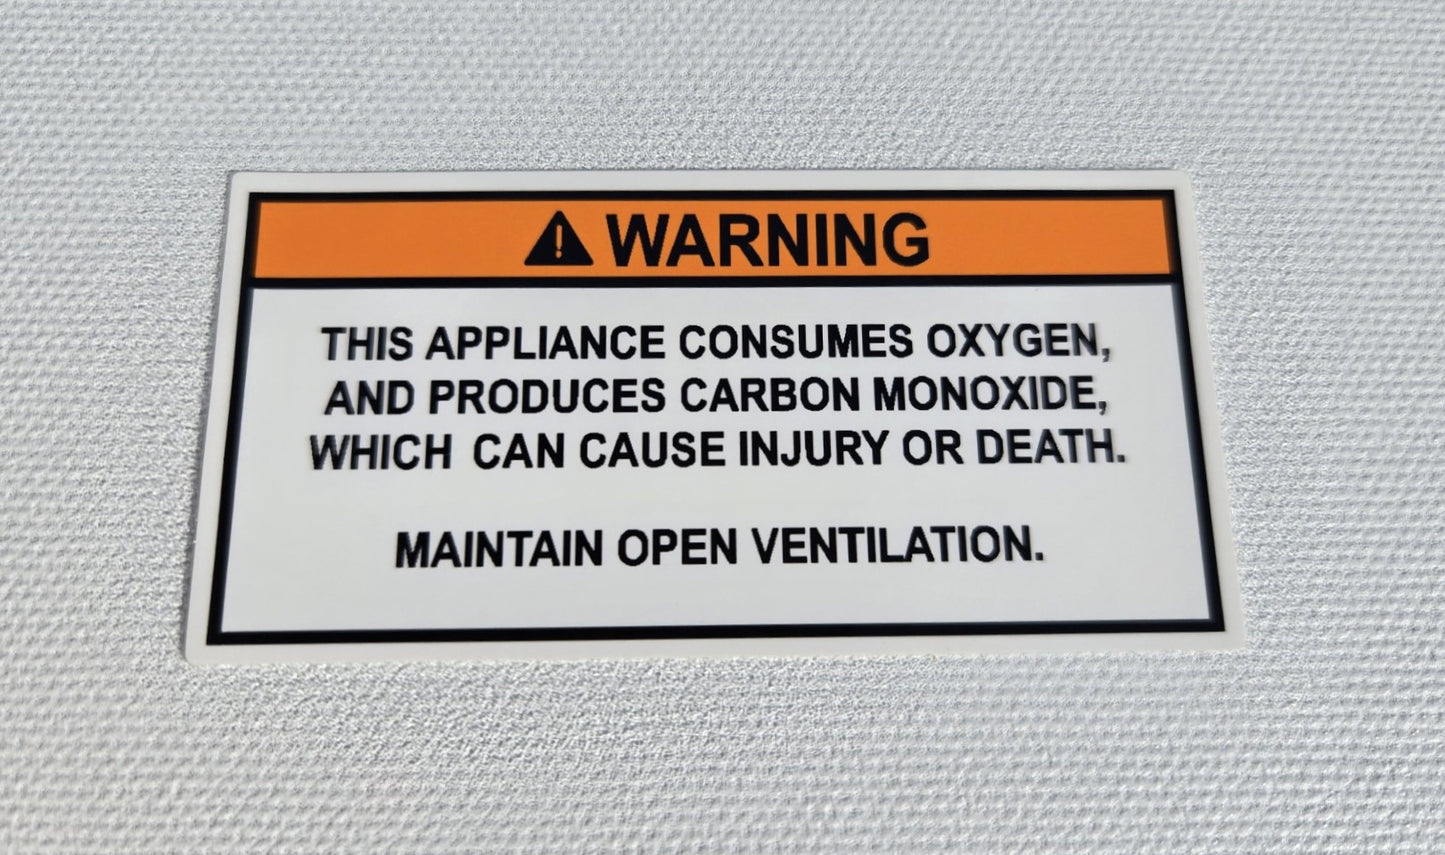 WARNING
THIS APPLIANCE CONSUMES OXYGEN,
AND PRODUCES CARBON MONOXIDE,
WHICH CAN CAUSE INJURY OR DEATH.
MAINTAIN OPEN VENTILATION.